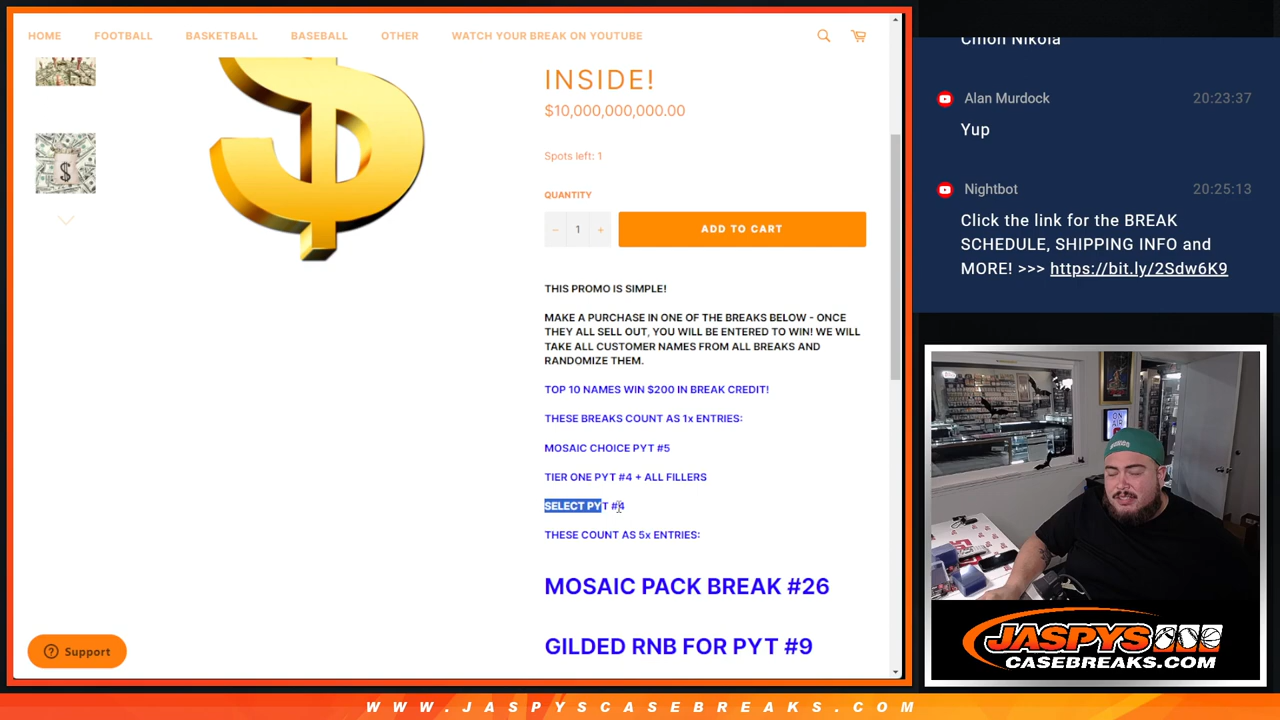 HOME FOOTBALL BASKETBALL BASEBALL OTHER WATCH YOUR BREAK ON YOUTUBE
INSIDE!
$10,000,000,000.00
Spots left: 1
QUANTITY
− 1 + ADD TO CART
THIS PROMO IS SIMPLE!
MAKE A PURCHASE IN ONE OF THE BREAKS BELOW - ONCE
THEY ALL SELL OUT, YOU WILL BE ENTERED TO WIN! WE WILL
TAKE ALL CUSTOMER NAMES FROM ALL BREAKS AND
RANDOMIZE THEM.
TOP 10 NAMES WIN $200 IN BREAK CREDIT!
THESE BREAKS COUNT AS 1x ENTRIES:
MOSAIC CHOICE PYT #5
TIER ONE PYT #4 + ALL FILLERS
SELECT PYT #4
THESE COUNT AS 5x ENTRIES:
MOSAIC PACK BREAK #26
GILDED RNB FOR PYT #9
Support
Cmon Nikola
Alan Murdock 20:23:37
Yup
Nightbot 20:25:13
Click the link for the BREAK
SCHEDULE, SHIPPING INFO and
MORE! >>> https://bit.ly/2Sdw6K9
ON
AIR
JASPYS
CASEBREAKS.COM
WWW.JASPYSCASEBREAKS.COM